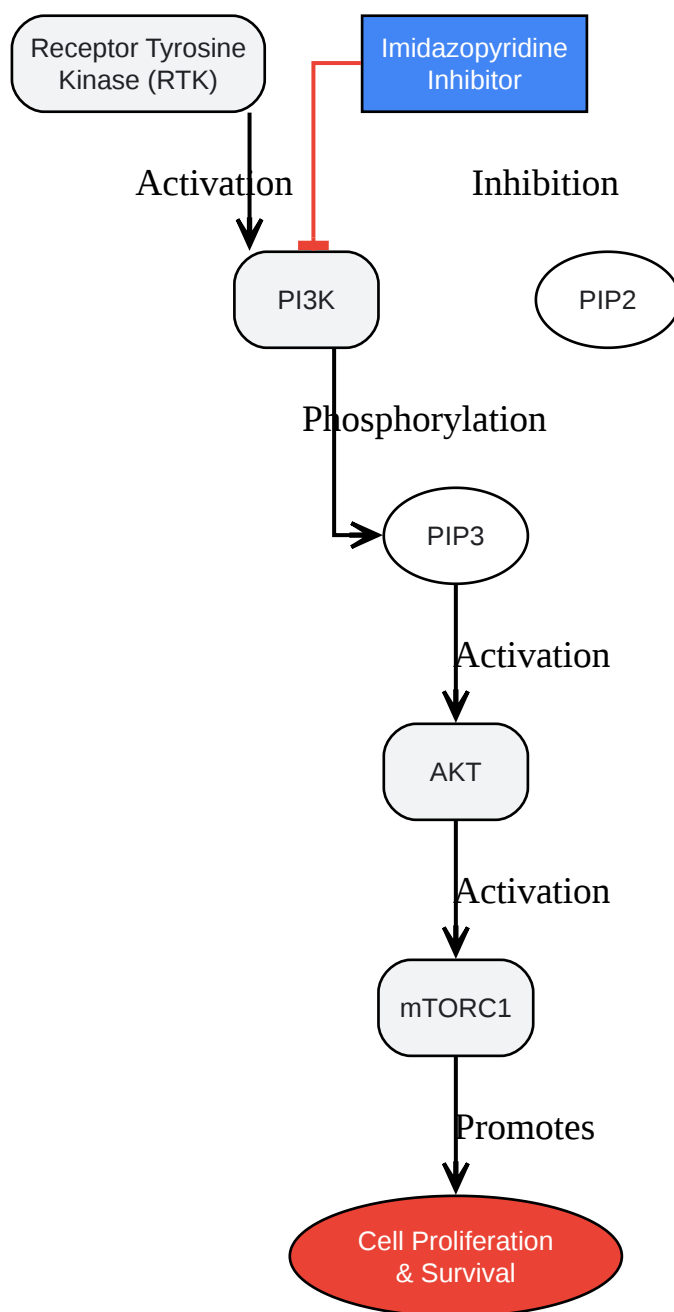 Receptor Tyrosine
Kinase (RTK)
Imidazopyridine
Inhibitor
Activation
Inhibition
PI3K
PIP2
Phosphorylation
PIP3
Activation
AKT
Activation
mTORC1
Promotes
Cell Proliferation
& Survival